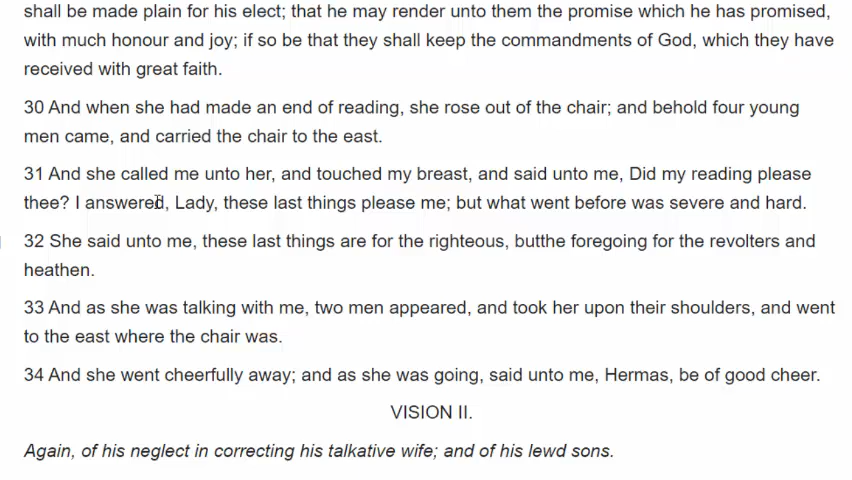 shall be made plain for his elect; that he may render unto them the promise which he has promised,
with much honour and joy; if so be that they shall keep the commandments of God, which they have
received with great faith.
30 And when she had made an end of reading, she rose out of the chair; and behold four young
men came, and carried the chair to the east.
31 And she called me unto her, and touched my breast, and said unto me, Did my reading please
thee? I answered, Lady, these last things please me; but what went before was severe and hard.
32 She said unto me, these last things are for the righteous, butthe foregoing for the revolters and
heathen.
33 And as she was talking with me, two men appeared, and took her upon their shoulders, and went
to the east where the chair was.
34 And she went cheerfully away; and as she was going, said unto me, Hermas, be of good cheer.
VISION II.
Again, of his neglect in correcting his talkative wife; and of his lewd sons.